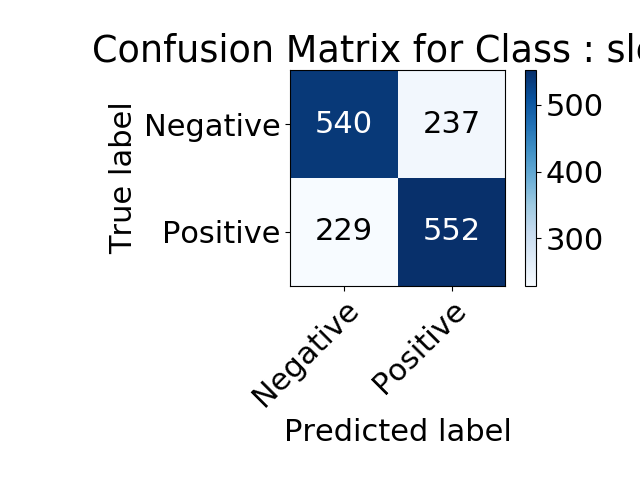 Confusion Matrix for Class :
True label
Negative 540 237
Positive 229 552
500
400
300
Negative Positive
Predicted label